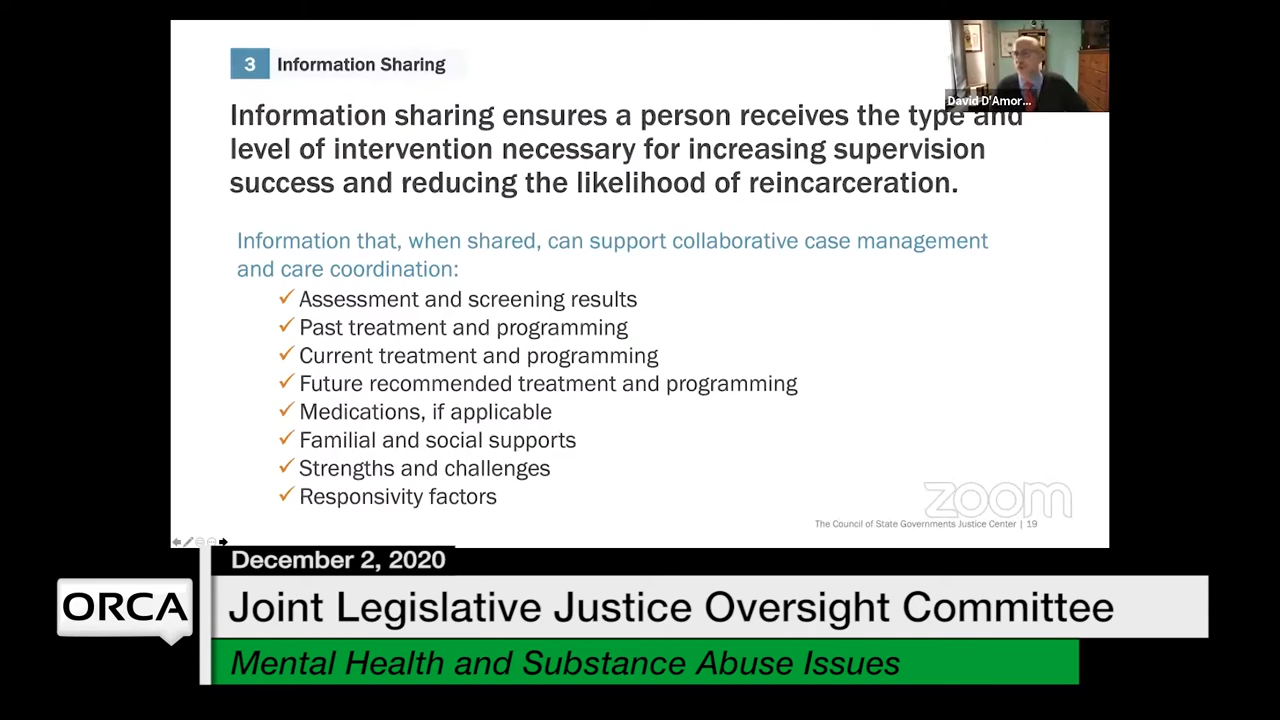 3 Information Sharing
David D'Amor...
Information sharing ensures a person receives the type and
level of intervention necessary for increasing supervision
success and reducing the likelihood of reincarceration.
Information that, when shared, can support collaborative case management
and care coordination:
✓ Assessment and screening results
✓ Past treatment and programming
✓ Current treatment and programming
✓ Future recommended treatment and programming
✓ Medications, if applicable
✓ Familial and social supports
✓ Strengths and challenges
✓ Responsivity factors
zoom
The Council of State Governments Justice Center | 19
December 2, 2020
ORCA
Joint Legislative Justice Oversight Committee
Mental Health and Substance Abuse Issues